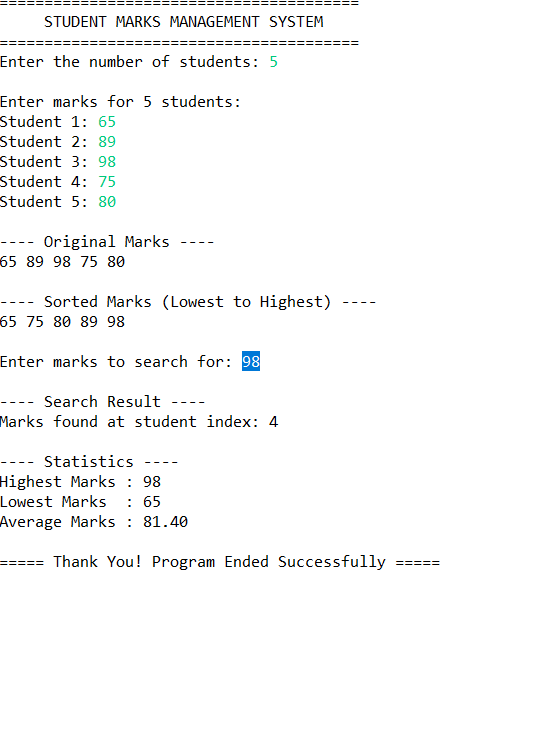 ========================================
     STUDENT MARKS MANAGEMENT SYSTEM
========================================
Enter the number of students: 5

Enter marks for 5 students:
Student 1: 65
Student 2: 89
Student 3: 98
Student 4: 75
Student 5: 80

---- Original Marks ----
65 89 98 75 80

---- Sorted Marks (Lowest to Highest) ----
65 75 80 89 98

Enter marks to search for: 98

---- Search Result ----
Marks found at student index: 4

---- Statistics ----
Highest Marks : 98
Lowest Marks  : 65
Average Marks : 81.40

===== Thank You! Program Ended Successfully =====